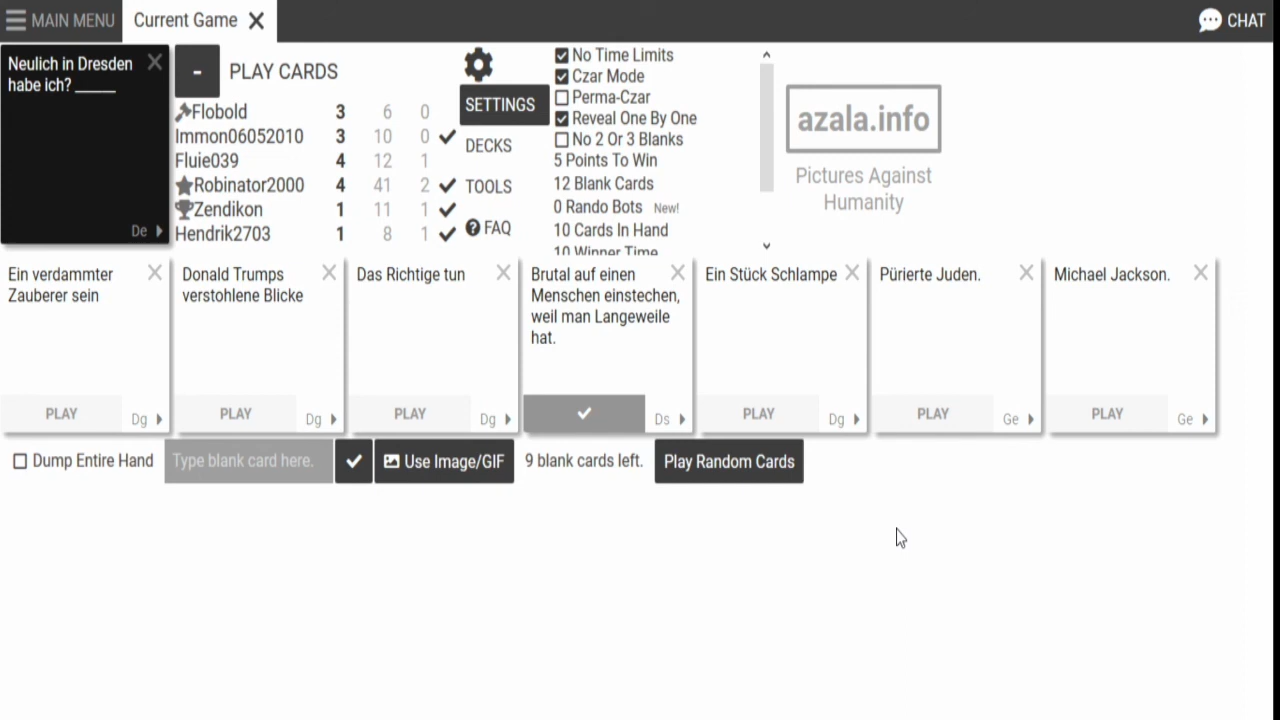 MAIN MENU
Current Game
CHAT
Neulich in Dresden
habe ich? ______
De
-
PLAY CARDS
Flobold 3 6 0
Immon06052010 3 10 0
Fluie039 4 12 1
Robinator2000 4 41 2
Zendikon 1 11 1
Hendrik2703 1 8 1
SETTINGS
DECKS
TOOLS
FAQ
No Time Limits
Czar Mode
Perma-Czar
Reveal One By One
No 2 Or 3 Blanks
5 Points To Win
12 Blank Cards
0 Rando Bots New!
10 Cards In Hand
10 Winner Time
azala.info
Pictures Against
Humanity
Ein verdammter
Zauberer sein
PLAY
Dg
Donald Trumps
verstohlene Blicke
PLAY
Dg
Das Richtige tun
PLAY
Dg
Brutal auf einen
Menschen einstechen,
weil man Langeweile
hat.
Ds
Ein Stück Schlampe
PLAY
Dg
Pürierte Juden.
PLAY
Ge
Michael Jackson.
PLAY
Ge
Dump Entire Hand
Type blank card here.
Use Image/GIF
9 blank cards left.
Play Random Cards